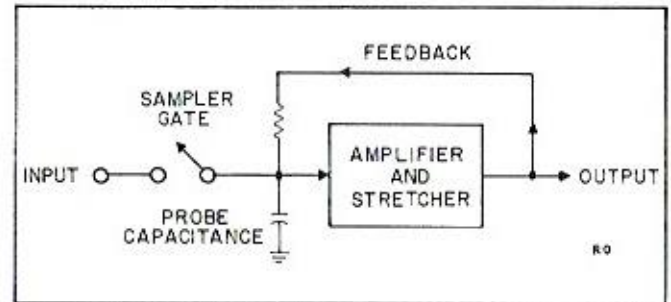 FEEDBACK
SAMPLER
GATE
INPUT
AMPLIFIER
AND
STRETCHER
OUTPUT
PROBE
CAPACITANCE
RO